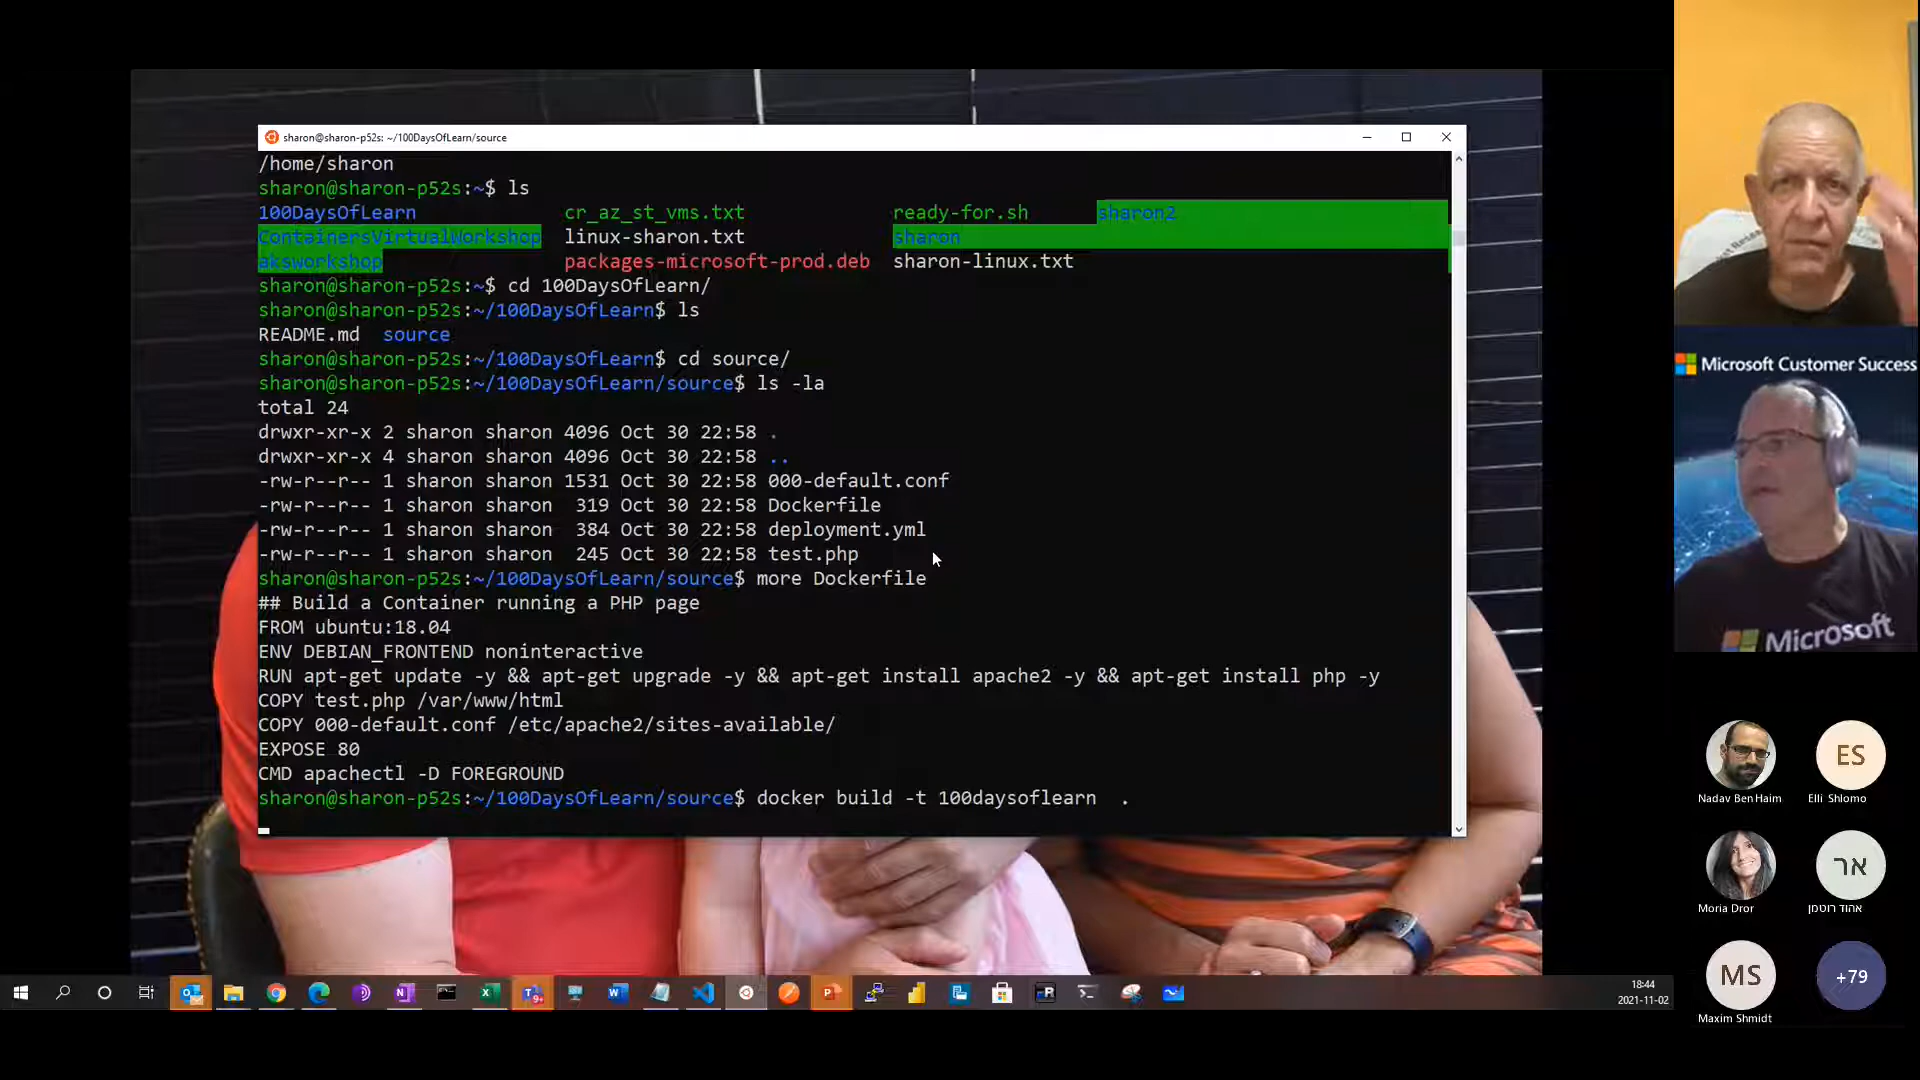 sharon@sharon-p52s: ~/100DaysOfLearn/source
/home/sharon
sharon@sharon-p52s:~$ ls
100DaysOfLearn cr_az_st_vms.txt ready-for.sh sharon2
ContainersVirtualWorkshop linux-sharon.txt sharon
aksworkshop packages-microsoft-prod.deb sharon-linux.txt
sharon@sharon-p52s:~$ cd 100DaysOfLearn/
sharon@sharon-p52s:~/100DaysOfLearn$ ls
README.md source
sharon@sharon-p52s:~/100DaysOfLearn$ cd source/
sharon@sharon-p52s:~/100DaysOfLearn/source$ ls -la
total 24
drwxr-xr-x 2 sharon sharon 4096 Oct 30 22:58 .
drwxr-xr-x 4 sharon sharon 4096 Oct 30 22:58 ..
-rw-r--r-- 1 sharon sharon 1531 Oct 30 22:58 000-default.conf
-rw-r--r-- 1 sharon sharon 319 Oct 30 22:58 Dockerfile
-rw-r--r-- 1 sharon sharon 384 Oct 30 22:58 deployment.yml
-rw-r--r-- 1 sharon sharon 245 Oct 30 22:58 test.php
sharon@sharon-p52s:~/100DaysOfLearn/source$ more Dockerfile
## Build a Container running a PHP page
FROM ubuntu:18.04
ENV DEBIAN_FRONTEND noninteractive
RUN apt-get update -y && apt-get upgrade -y && apt-get install apache2 -y && apt-get install php -y
COPY test.php /var/www/html
COPY 000-default.conf /etc/apache2/sites-available/
EXPOSE 80
CMD apachectl -D FOREGROUND
sharon@sharon-p52s:~/100DaysOfLearn/source$ docker build -t 100daysoflearn .
18:44
2021-11-02
Microsoft Customer Success
Microsoft
Nadav Ben Haim
ES
Elli Shlomo
Moria Dror
אר
אהוד רוטמן
MS
Maxim Shmidt
+79